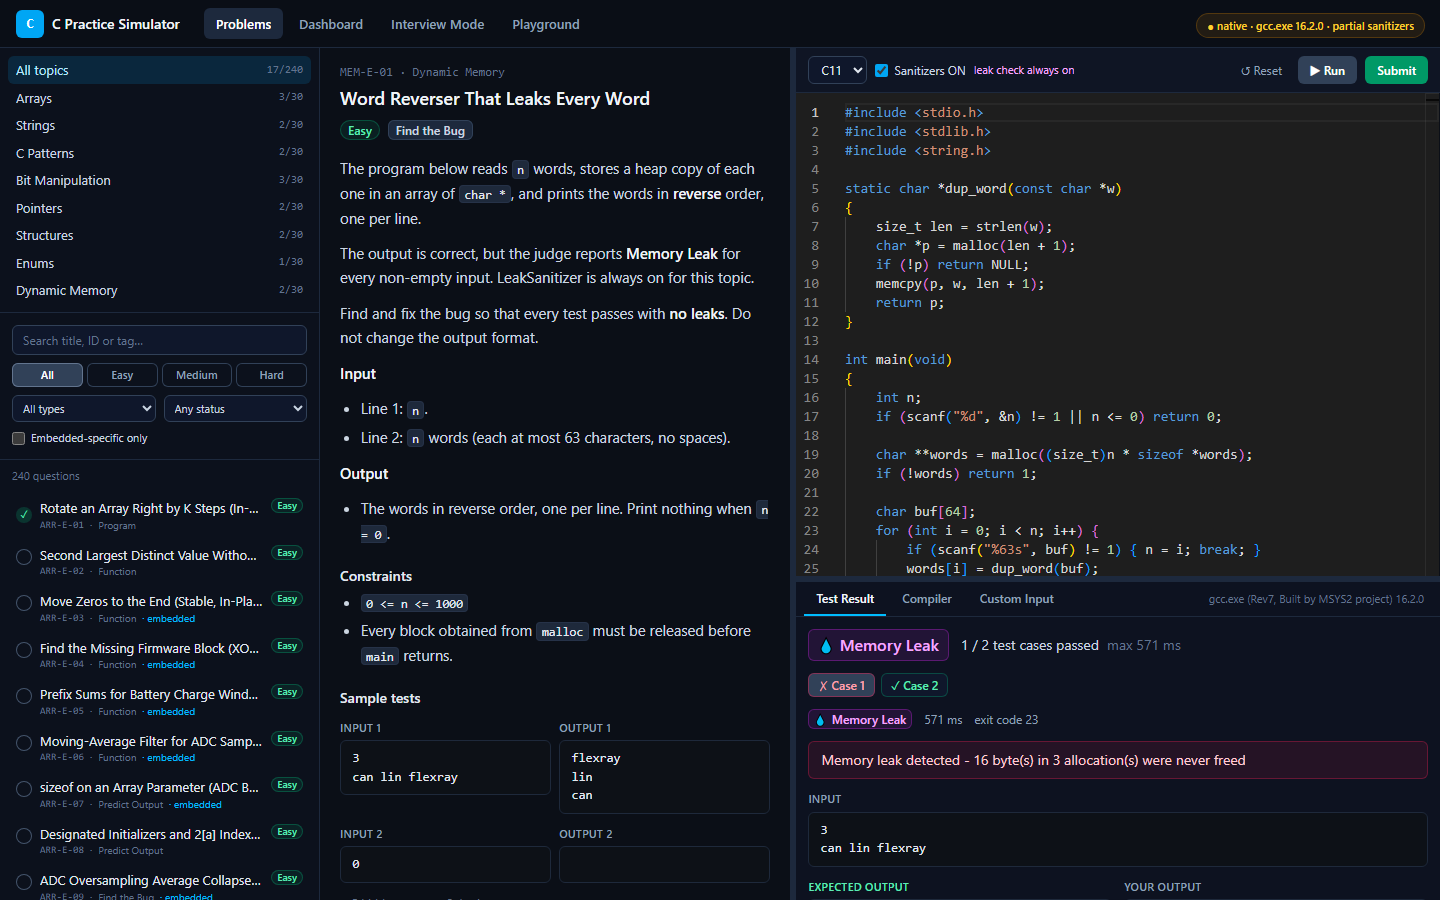 C C Practice Simulator Problems Dashboard Interview Mode Playground ● native · gcc.exe 16.2.0 · partial sanitizers
All topics 17/240
Arrays 3/30
Strings 2/30
C Patterns 2/30
Bit Manipulation 3/30
Pointers 2/30
Structures 2/30
Enums 1/30
Dynamic Memory 2/30
Search title, ID or tag...
All Easy Medium Hard
All types Any status
Embedded-specific only
240 questions
✓ Rotate an Array Right by K Steps (In-... Easy
ARR-E-01 · Program
Second Largest Distinct Value Witho... Easy
ARR-E-02 · Function
Move Zeros to the End (Stable, In-Pla... Easy
ARR-E-03 · Function · embedded
Find the Missing Firmware Block (XO... Easy
ARR-E-04 · Function · embedded
Prefix Sums for Battery Charge Wind... Easy
ARR-E-05 · Function · embedded
Moving-Average Filter for ADC Samp... Easy
ARR-E-06 · Function · embedded
sizeof on an Array Parameter (ADC B... Easy
ARR-E-07 · Predict Output · embedded
Designated Initializers and 2[a] Index... Easy
ARR-E-08 · Predict Output
ADC Oversampling Average Collapse... Easy
ARR-E-09 · Find the Bug · embedded
MEM-E-01 · Dynamic Memory
Word Reverser That Leaks Every Word
Easy Find the Bug
The program below reads n words, stores a heap copy of each
one in an array of char *, and prints the words in reverse order,
one per line.
The output is correct, but the judge reports Memory Leak for
every non-empty input. LeakSanitizer is always on for this topic.
Find and fix the bug so that every test passes with no leaks. Do
not change the output format.
Input
• Line 1: n.
• Line 2: n words (each at most 63 characters, no spaces).
Output
• The words in reverse order, one per line. Print nothing when n
= 0.
Constraints
• 0 <= n <= 1000
• Every block obtained from malloc must be released before
main returns.
Sample tests
INPUT 1 OUTPUT 1
3
can lin flexray
flexray
lin
can
INPUT 2 OUTPUT 2
0
C11 Sanitizers ON leak check always on ↺ Reset ▶ Run Submit
1 #include <stdio.h>
2 #include <stdlib.h>
3 #include <string.h>
4
5 static char *dup_word(const char *w)
6 {
7 size_t len = strlen(w);
8 char *p = malloc(len + 1);
9 if (!p) return NULL;
10 memcpy(p, w, len + 1);
11 return p;
12 }
13
14 int main(void)
15 {
16 int n;
17 if (scanf("%d", &n) != 1 || n <= 0) return 0;
18
19 char **words = malloc((size_t)n * sizeof *words);
20 if (!words) return 1;
21
22 char buf[64];
23 for (int i = 0; i < n; i++) {
24 if (scanf("%63s", buf) != 1) { n = i; break; }
25 words[i] = dup_word(buf);
Test Result Compiler Custom Input gcc.exe (Rev7, Built by MSYS2 project) 16.2.0
Memory Leak 1 / 2 test cases passed max 571 ms
✗ Case 1 ✓ Case 2
Memory Leak 571 ms exit code 23
Memory leak detected - 16 byte(s) in 3 allocation(s) were never freed
INPUT
3
can lin flexray
EXPECTED OUTPUT YOUR OUTPUT